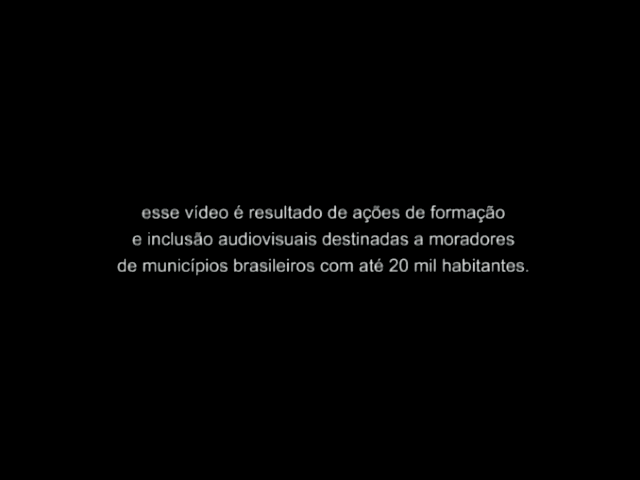 esse vídeo é resultado de ações de formação
e inclusão audiovisuais destinadas a moradores
de municípios brasileiros com até 20 mil habitantes.